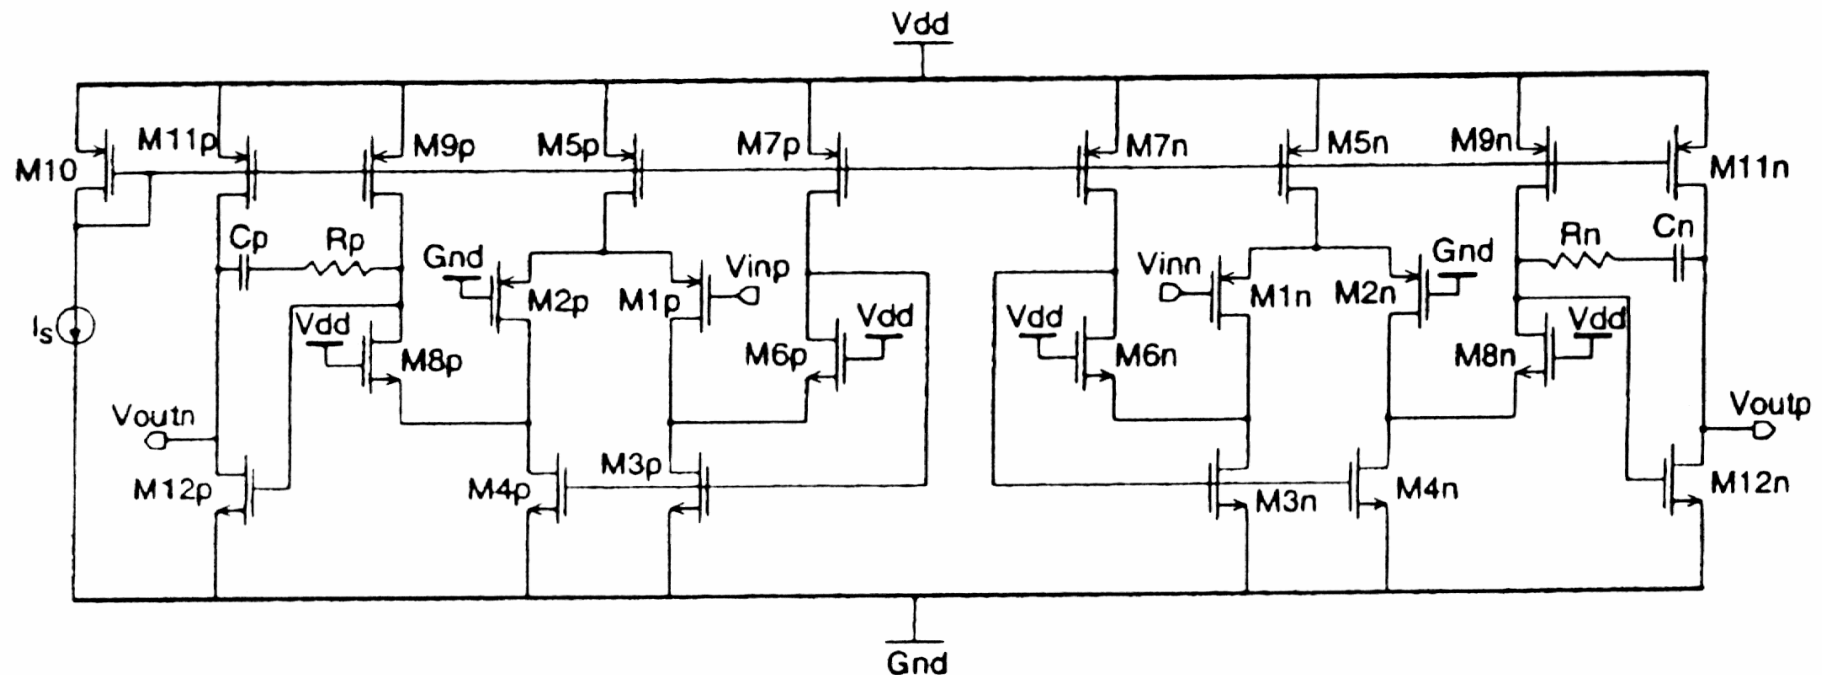 Vdd
M10
M11p
M9p
M5p
M7p
M7n
M5n
M9n
M11n
Cp
Rp
Gnd
M2p
M1p
Vinp
Vinn
M1n
M2n
Gnd
Rn
Cn
Is
Vdd
M8p
M6p
Vdd
Vdd
M6n
M8n
Vdd
Voutn
Voutp
M12p
M4p
M3p
M3n
M4n
M12n
Gnd